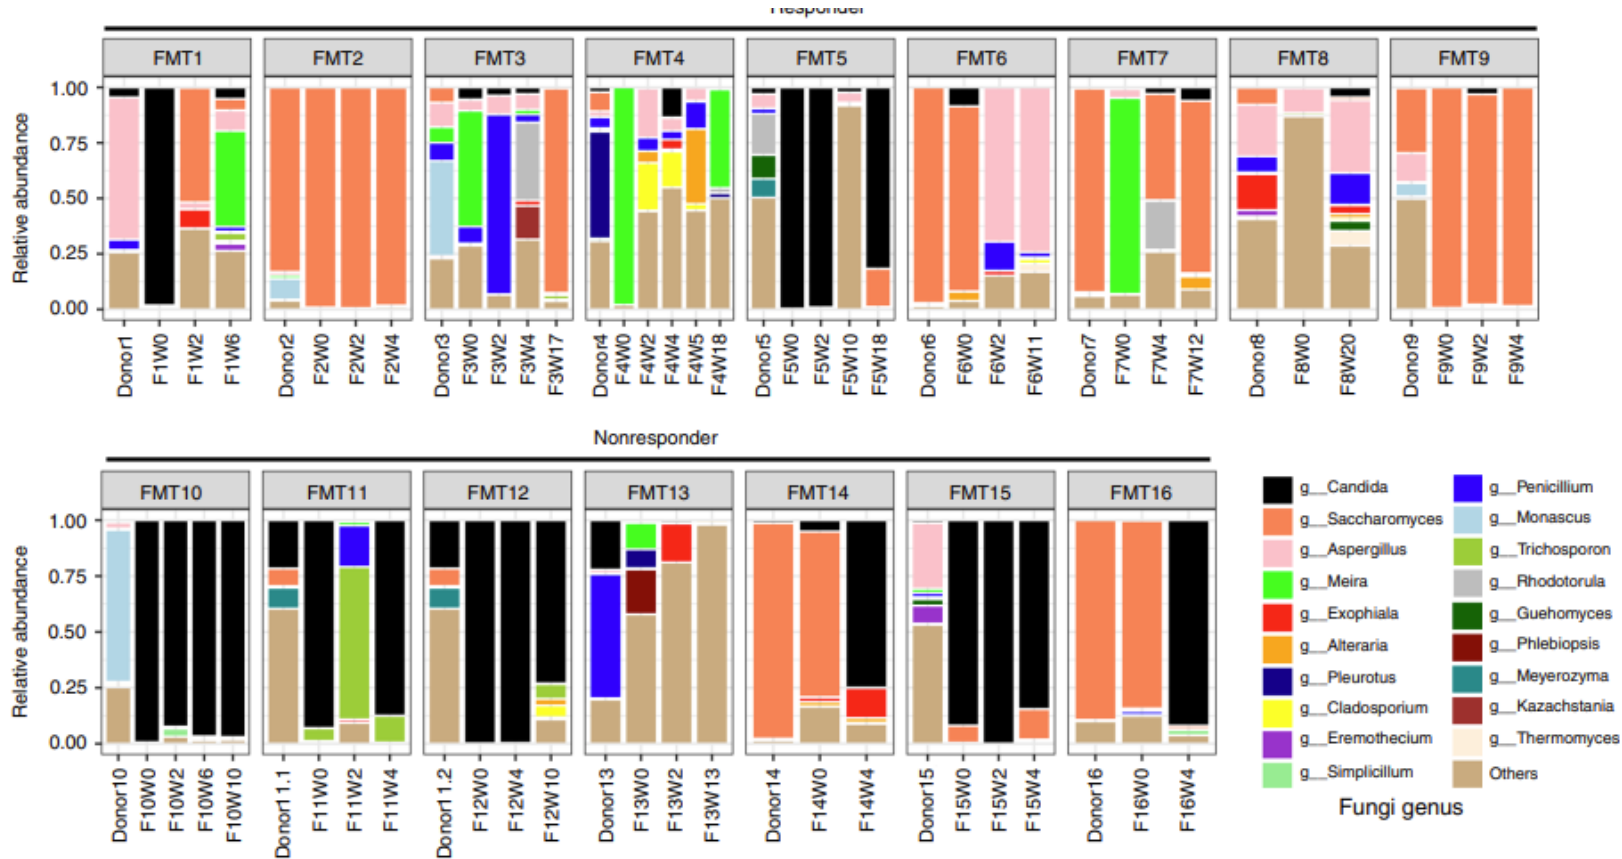 Responder
FMT1 FMT2 FMT3 FMT4 FMT5 FMT6 FMT7 FMT8 FMT9
Relative abundance
1.00
0.75
0.50
0.25
0.00
Donor1 F1W0 F1W2 F1W6 Donor2 F2W0 F2W2 F2W4 Donor3 F3W0 F3W2 F3W4 F3W17 Donor4 F4W0 F4W2 F4W4 F4W5 F4W18 Donor5 F5W0 F5W2 F5W10 F5W18 Donor6 F6W0 F6W2 F6W11 Donor7 F7W0 F7W4 F7W12 Donor8 F8W0 F8W20 Donor9 F9W0 F9W2 F9W4
Nonresponder
FMT10 FMT11 FMT12 FMT13 FMT14 FMT15 FMT16
Relative abundance
1.00
0.75
0.50
0.25
0.00
Donor10 F10W0 F10W2 F10W6 F10W10 Donor11.1 F11W0 F11W2 F11W4 Donor11.2 F12W0 F12W4 F12W10 Donor13 F13W0 F13W2 F13W13 Donor14 F14W0 F14W4 Donor15 F15W0 F15W2 F15W4 Donor16 F16W0 F16W4
g__Candida
g__Saccharomyces
g__Aspergillus
g__Meira
g__Exophiala
g__Alteraria
g__Pleurotus
g__Cladosporium
g__Eremothecium
g__Simplicillum
g__Penicillium
g__Monascus
g__Trichosporon
g__Rhodotorula
g__Guehomyces
g__Phlebiopsis
g__Meyerozyma
g__Kazachstania
g__Thermomyces
Others
Fungi genus